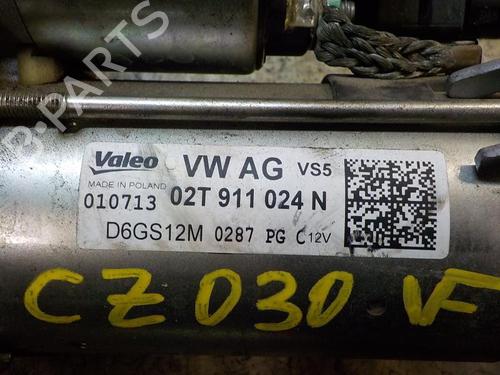 B-PARTS
Valeo VW AG VS5
MADE IN POLAND
010713 02T 911 024 N
D6GS12M 0287 PG C 12V
CZ 030 VF